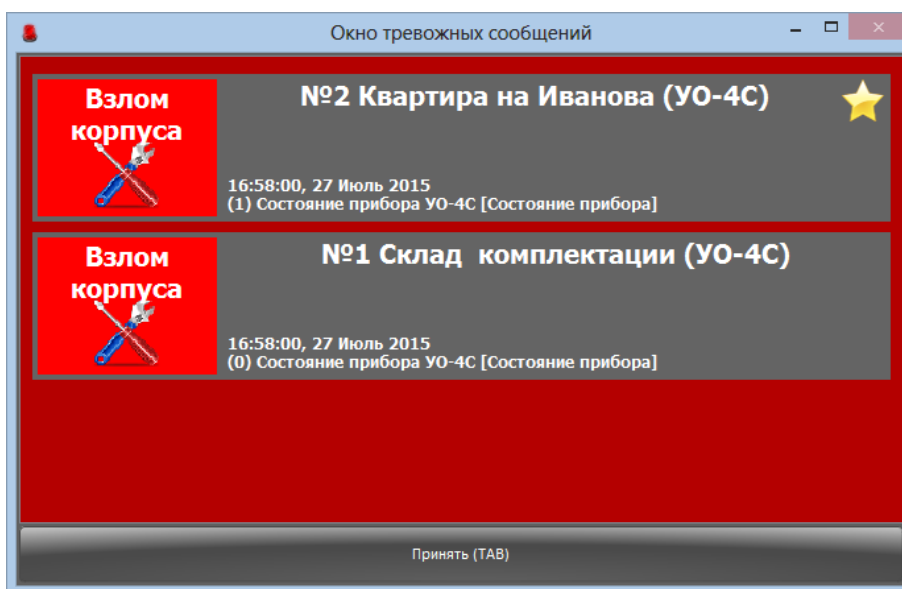 Окно тревожных сообщений
Взлом
корпуса
№2 Квартира на Иванова (УО-4С)
16:58:00, 27 Июль 2015
(1) Состояние прибора УО-4С [Состояние прибора]
Взлом
корпуса
№1 Склад  комплектации (УО-4С)
16:58:00, 27 Июль 2015
(0) Состояние прибора УО-4С [Состояние прибора]
Принять (TAB)